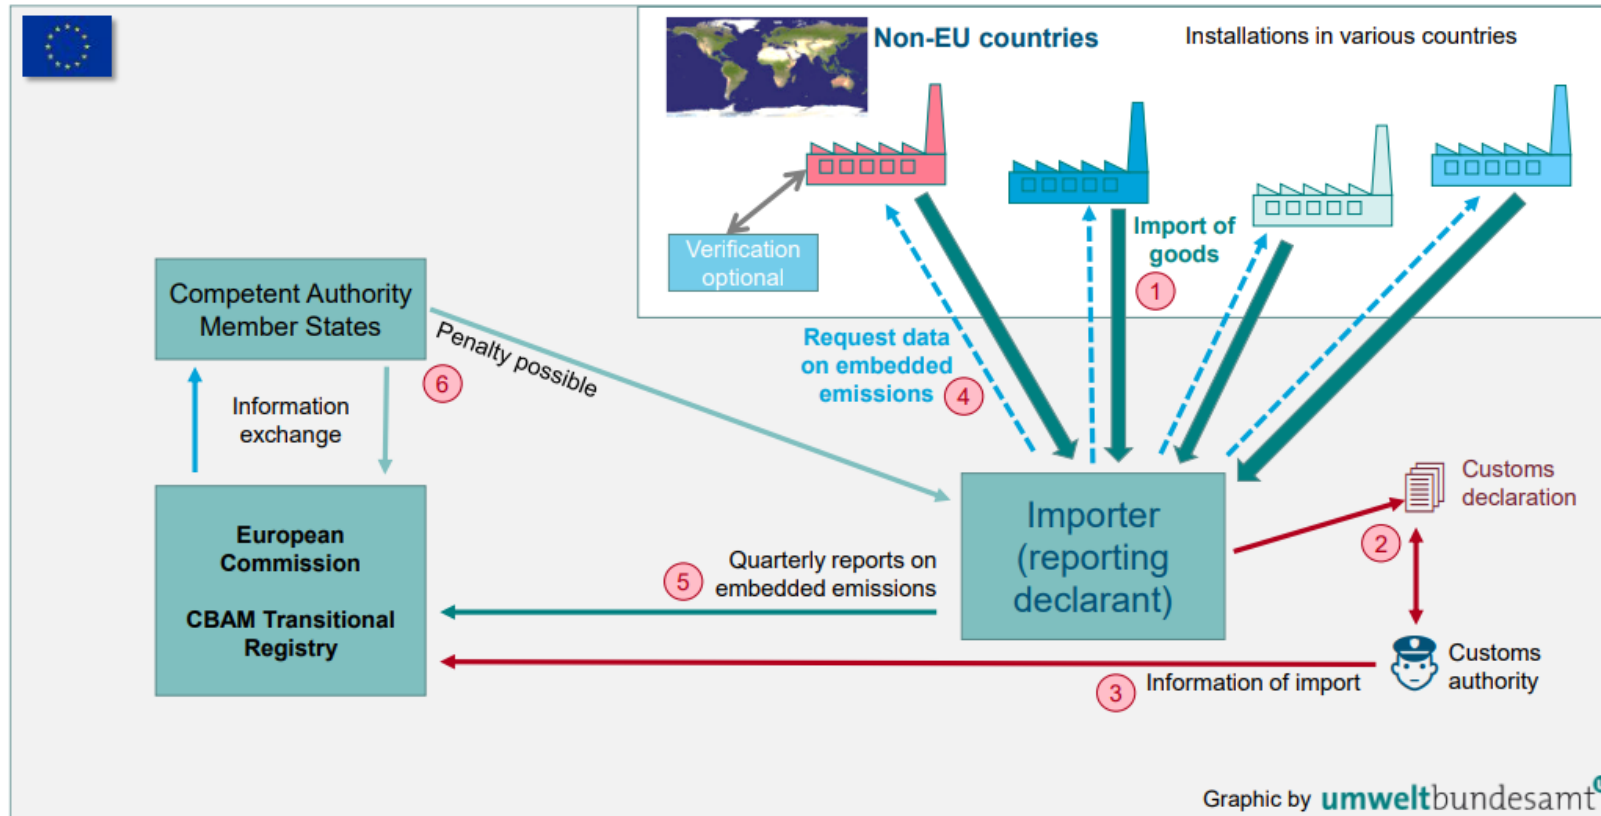 Non-EU countries
Installations in various countries
Verification
optional
Import of
goods
1
Request data
on embedded
emissions
4
Competent Authority
Member States
Penalty possible
6
Information
exchange
European
Commission
CBAM Transitional
Registry
Quarterly reports on
embedded emissions
5
Importer
(reporting
declarant)
Customs
declaration
2
Customs
authority
3
Information of import
Graphic by umweltbundesamt